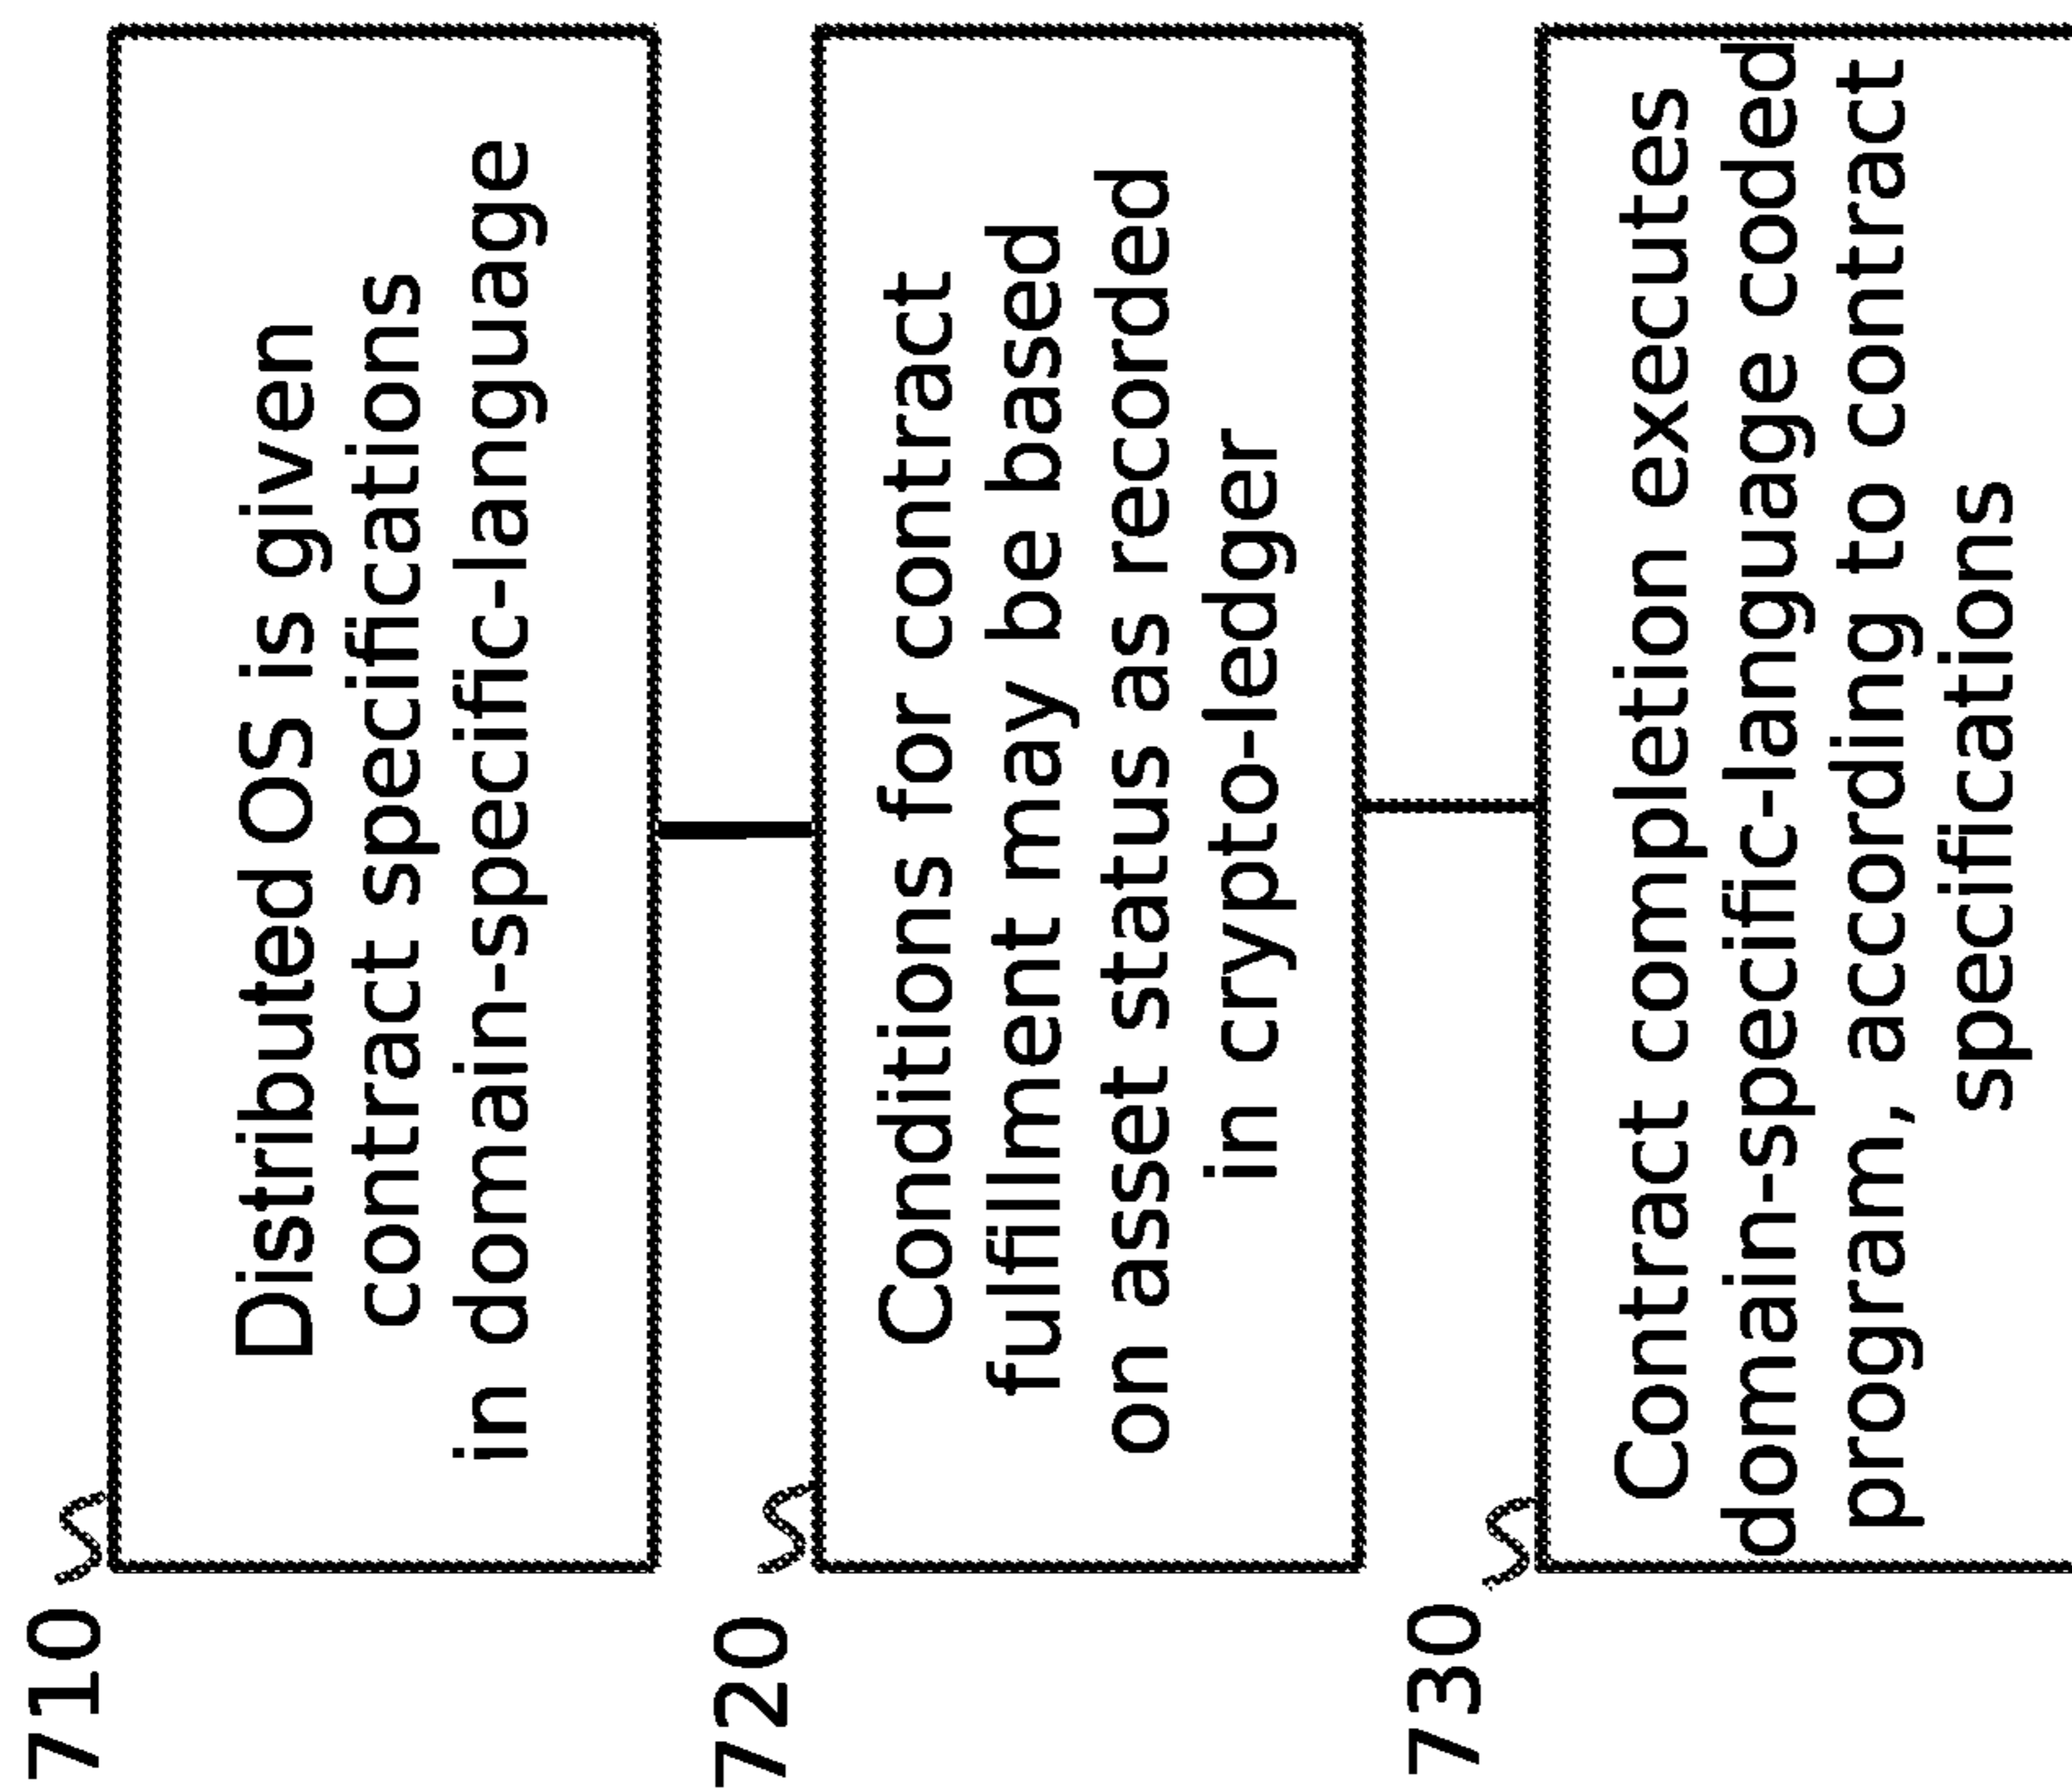 710
Distributed OS is given
contract specifications
in domain-specific-language
720
Conditions for contract
fulfillment may be based
on asset status as recorded
in crypto-ledger
730
Contract completion executes
domain-specific-language coded
program, according to contract
specifications